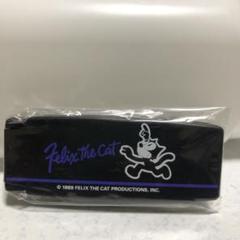 Felix the Cat
© 1989 FELIX THE CAT PRODUCTIONS, INC.